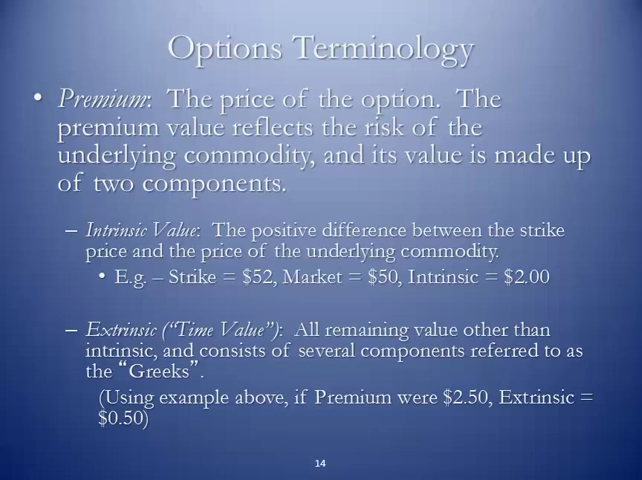 Options Terminology
• Premium: The price of the option. The
premium value reflects the risk of the
underlying commodity, and its value is made up
of two components.
– Intrinsic Value: The positive difference between the strike
price and the price of the underlying commodity.
• E.g. – Strike = $52, Market = $50, Intrinsic = $2.00
– Extrinsic (“Time Value”): All remaining value other than
intrinsic, and consists of several components referred to as
the “Greeks”.
(Using example above, if Premium were $2.50, Extrinsic =
$0.50)
14